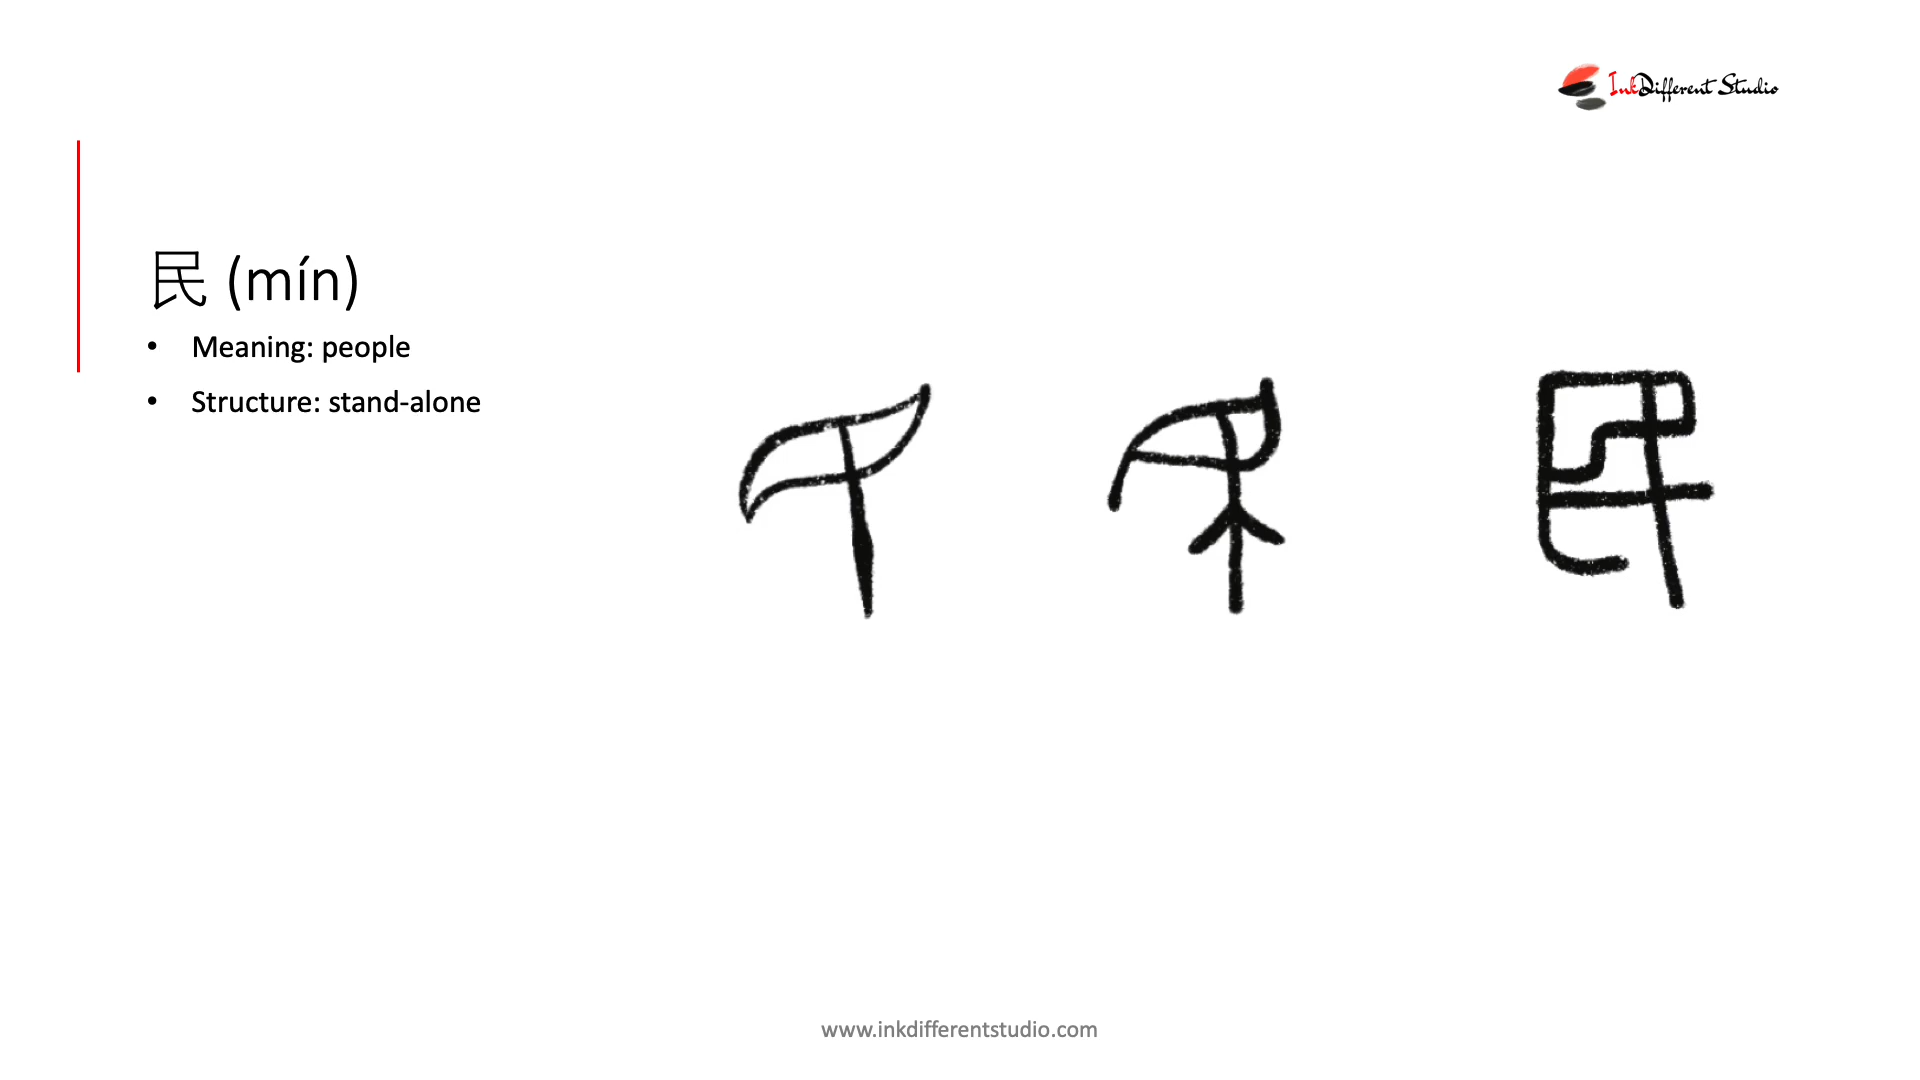 InkDifferent Studio
民 (mín)
• Meaning: people
• Structure: stand-alone
www.inkdifferentstudio.com